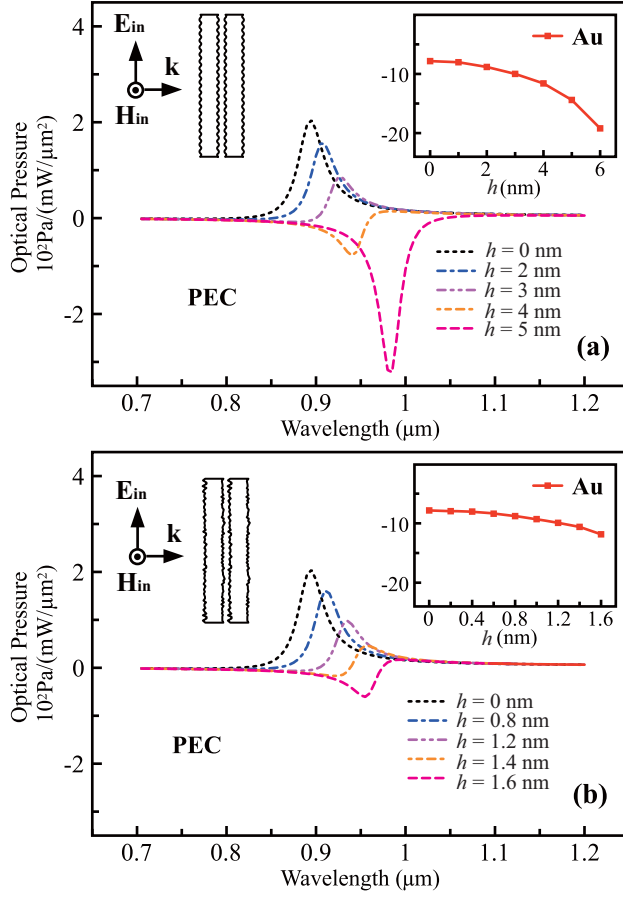 4
2
0
-2
Optical Pressure
10²Pa/(mW/μm²)
Ein
k
Hin
Au
-10
-20
0
2
4
6
h (nm)
PEC
h = 0 nm
h = 2 nm
h = 3 nm
h = 4 nm
h = 5 nm
(a)
0.7
0.8
0.9
1
1.1
1.2
Wavelength (μm)
4
2
0
-2
Optical Pressure
10²Pa/(mW/μm²)
Ein
k
Hin
Au
-10
-20
0
0.4
0.8
1.2
1.6
h (nm)
PEC
h = 0 nm
h = 0.8 nm
h = 1.2 nm
h = 1.4 nm
h = 1.6 nm
(b)
0.7
0.8
0.9
1
1.1
1.2
Wavelength (μm)